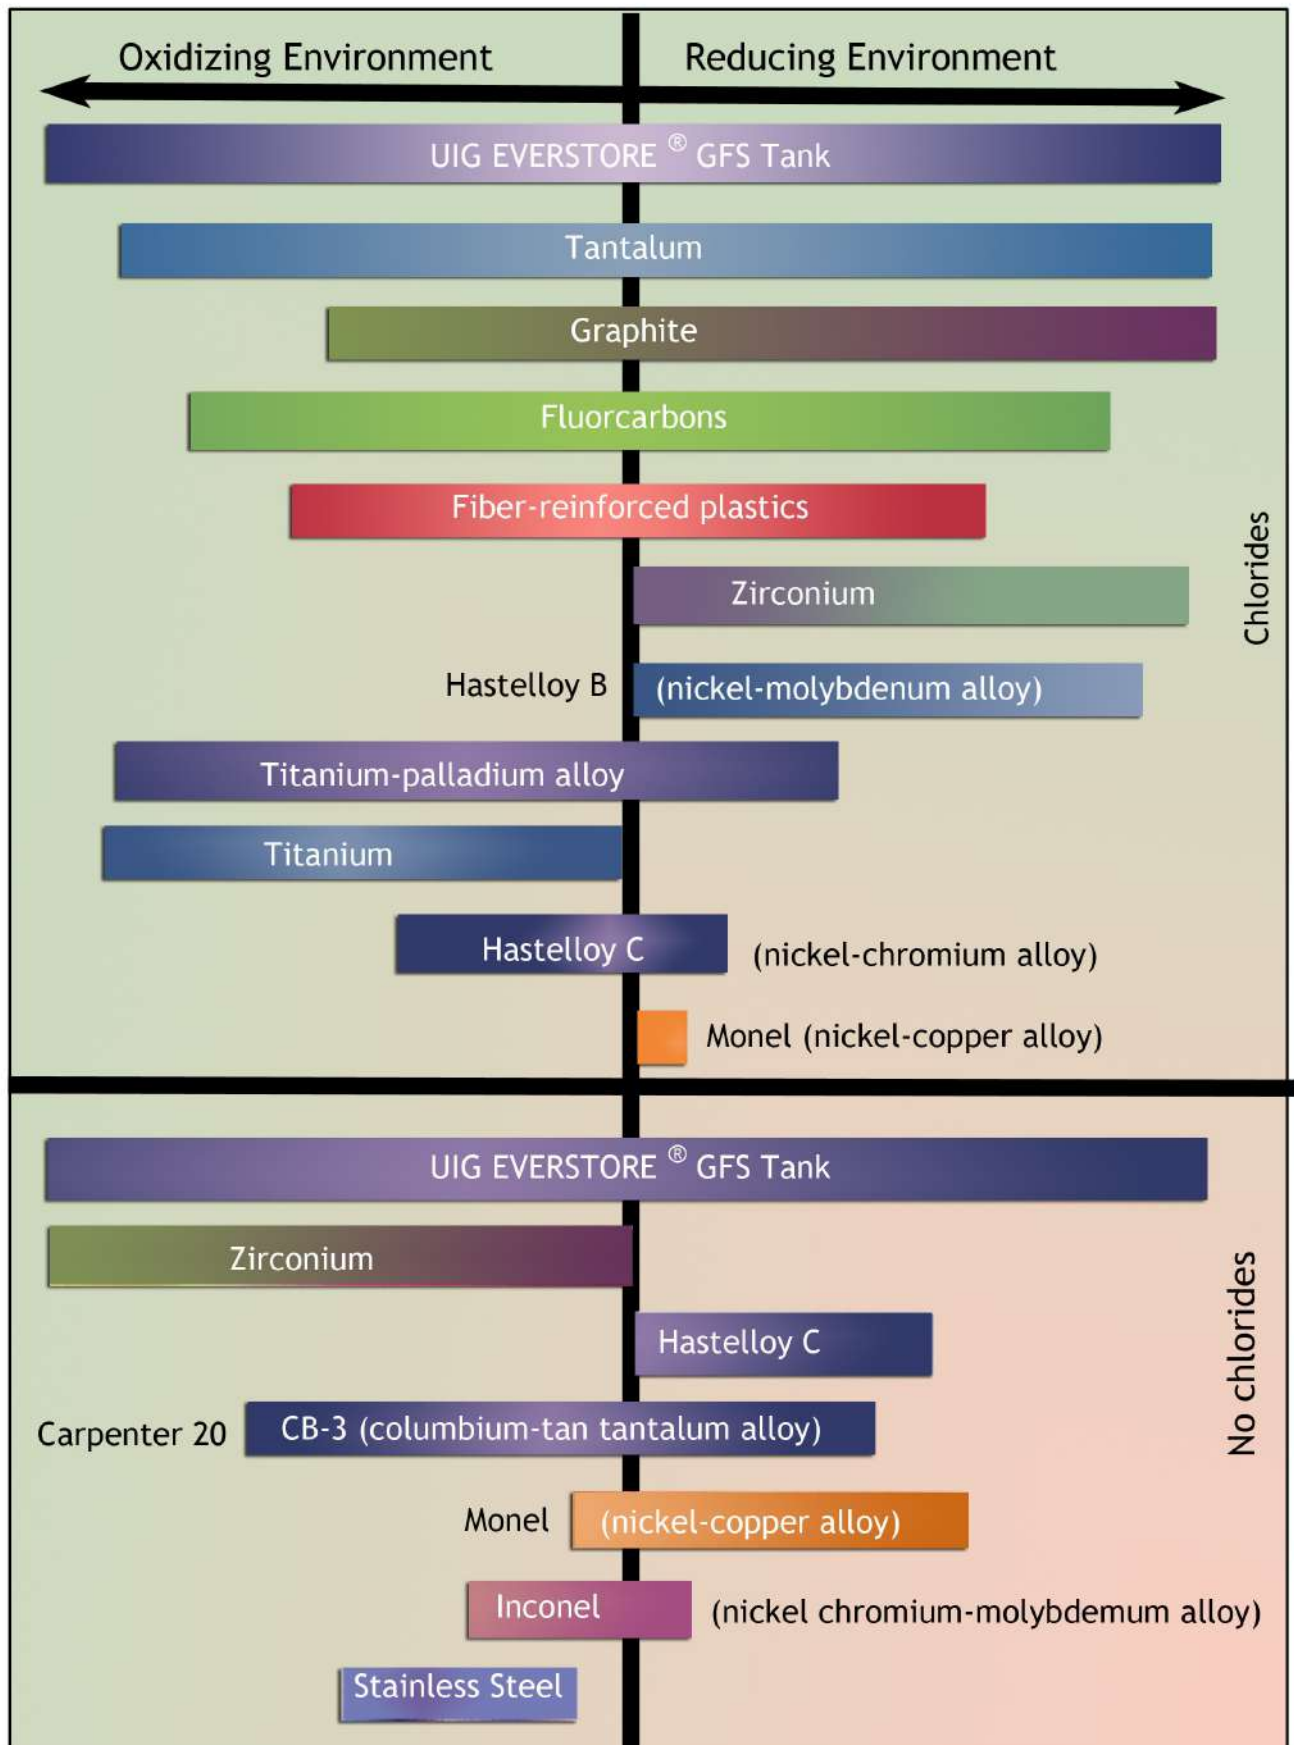 Oxidizing Environment
Reducing Environment
UIG EVERSTORE ® GFS Tank
Tantalum
Graphite
Fluorcarbons
Fiber-reinforced plastics
Zirconium
Hastelloy B (nickel-molybdenum alloy)
Titanium-palladium alloy
Titanium
Hastelloy C (nickel-chromium alloy)
Monel (nickel-copper alloy)
Chlorides
UIG EVERSTORE ® GFS Tank
Zirconium
Hastelloy C
Carpenter 20 CB-3 (columbium-tan tantalum alloy)
Monel (nickel-copper alloy)
Inconel (nickel chromium-molybdemum alloy)
Stainless Steel
No chlorides